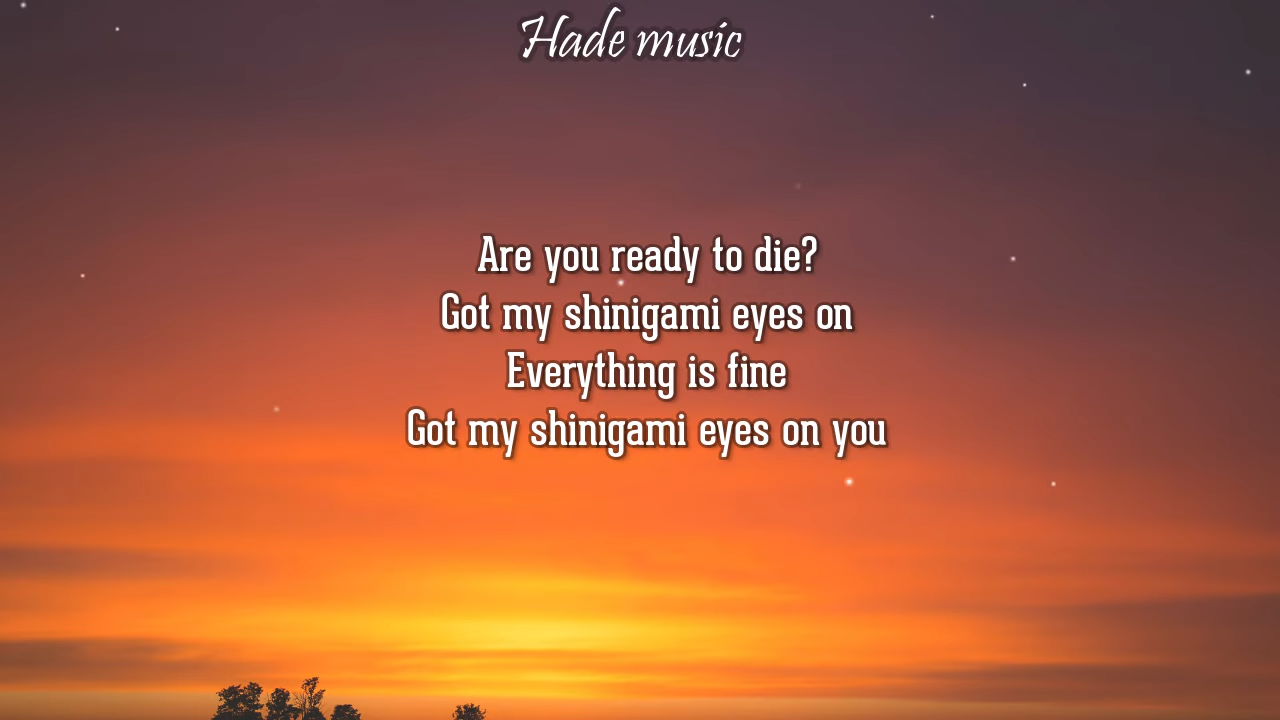 Hade music
Are you ready to die?
Got my shinigami eyes on
Everything is fine
Got my shinigami eyes on you